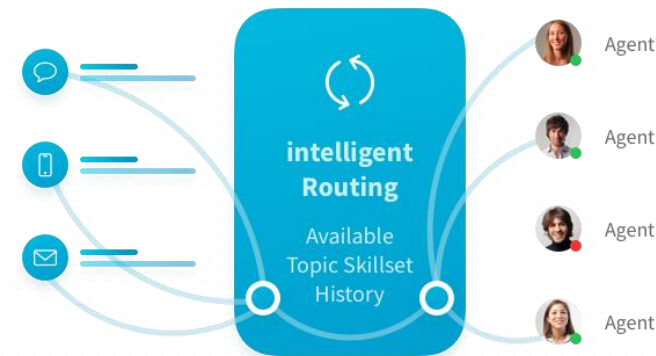 intelligent
Routing
Available
Topic Skillset
History
Agent
Agent
Agent
Agent